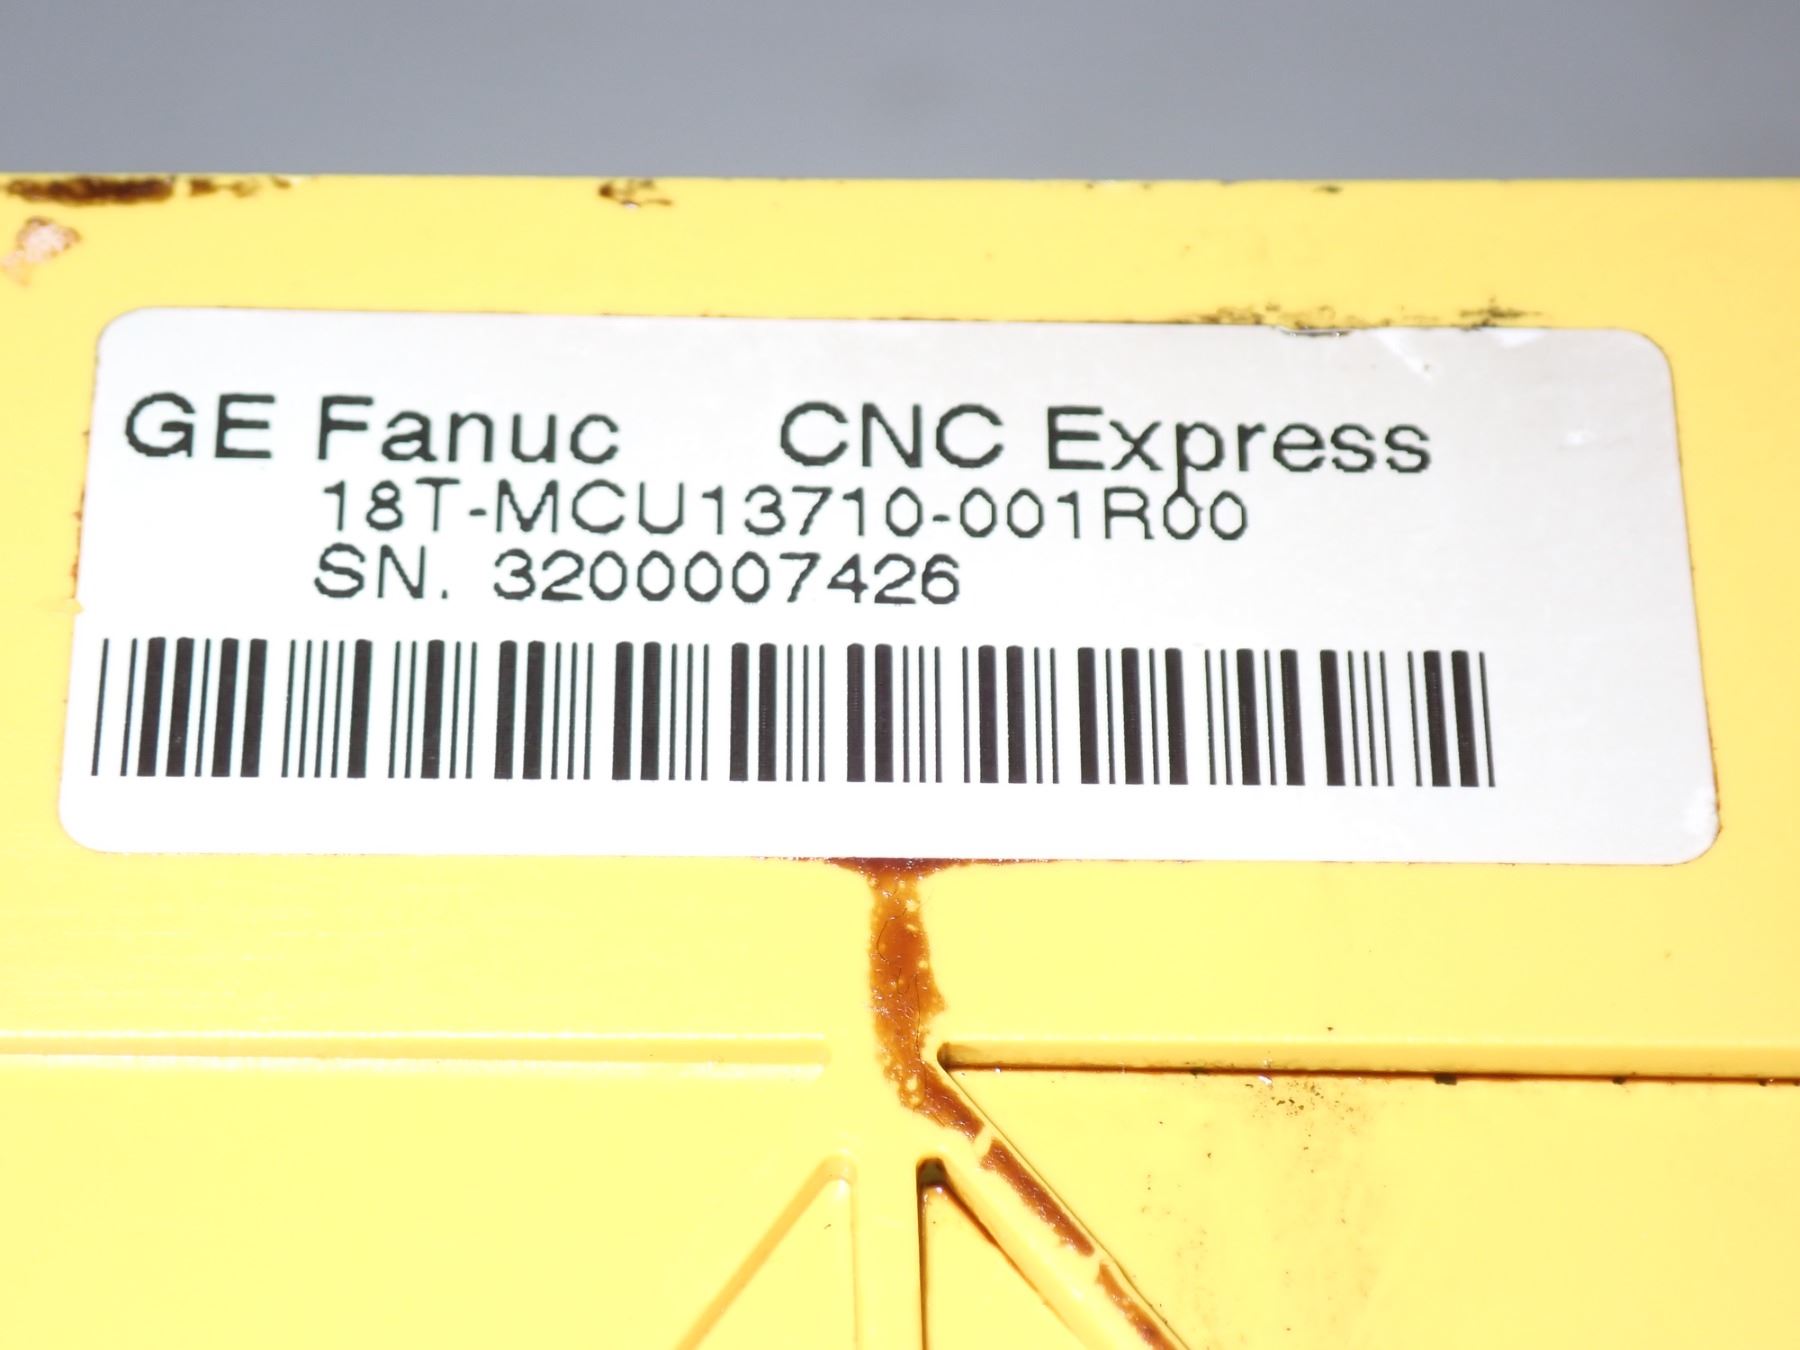 GE Fanuc CNC Express
18T-MCU13710-001R00
SN. 3200007426